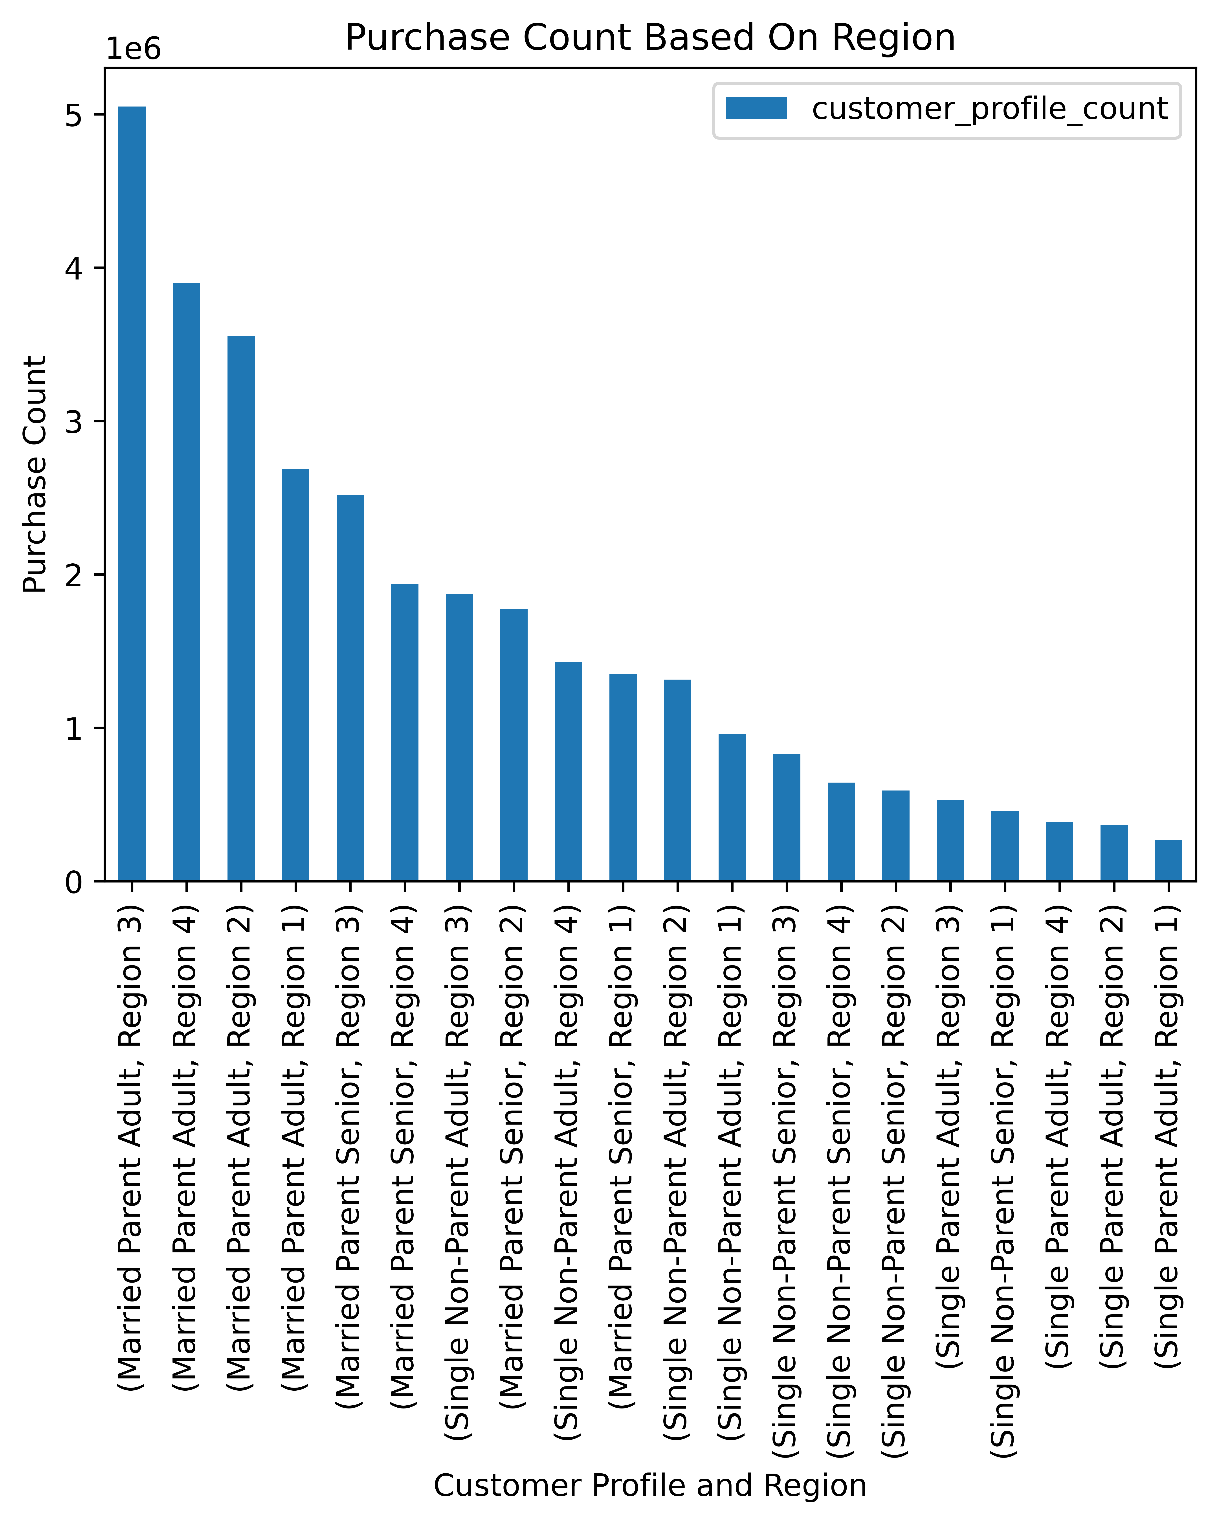 Purchase Count Based On Region
1e6
customer_profile_count
5
4
3
2
1
0
Purchase Count
(Married Parent Adult, Region 3)
(Married Parent Adult, Region 4)
(Married Parent Adult, Region 2)
(Married Parent Adult, Region 1)
(Married Parent Senior, Region 3)
(Married Parent Senior, Region 4)
(Single Non-Parent Adult, Region 3)
(Married Parent Senior, Region 2)
(Single Non-Parent Adult, Region 4)
(Married Parent Senior, Region 1)
(Single Non-Parent Adult, Region 2)
(Single Non-Parent Adult, Region 1)
(Single Non-Parent Senior, Region 3)
(Single Non-Parent Senior, Region 4)
(Single Non-Parent Senior, Region 2)
(Single Parent Adult, Region 3)
(Single Non-Parent Senior, Region 1)
(Single Parent Adult, Region 4)
(Single Parent Adult, Region 2)
(Single Parent Adult, Region 1)
Customer Profile and Region